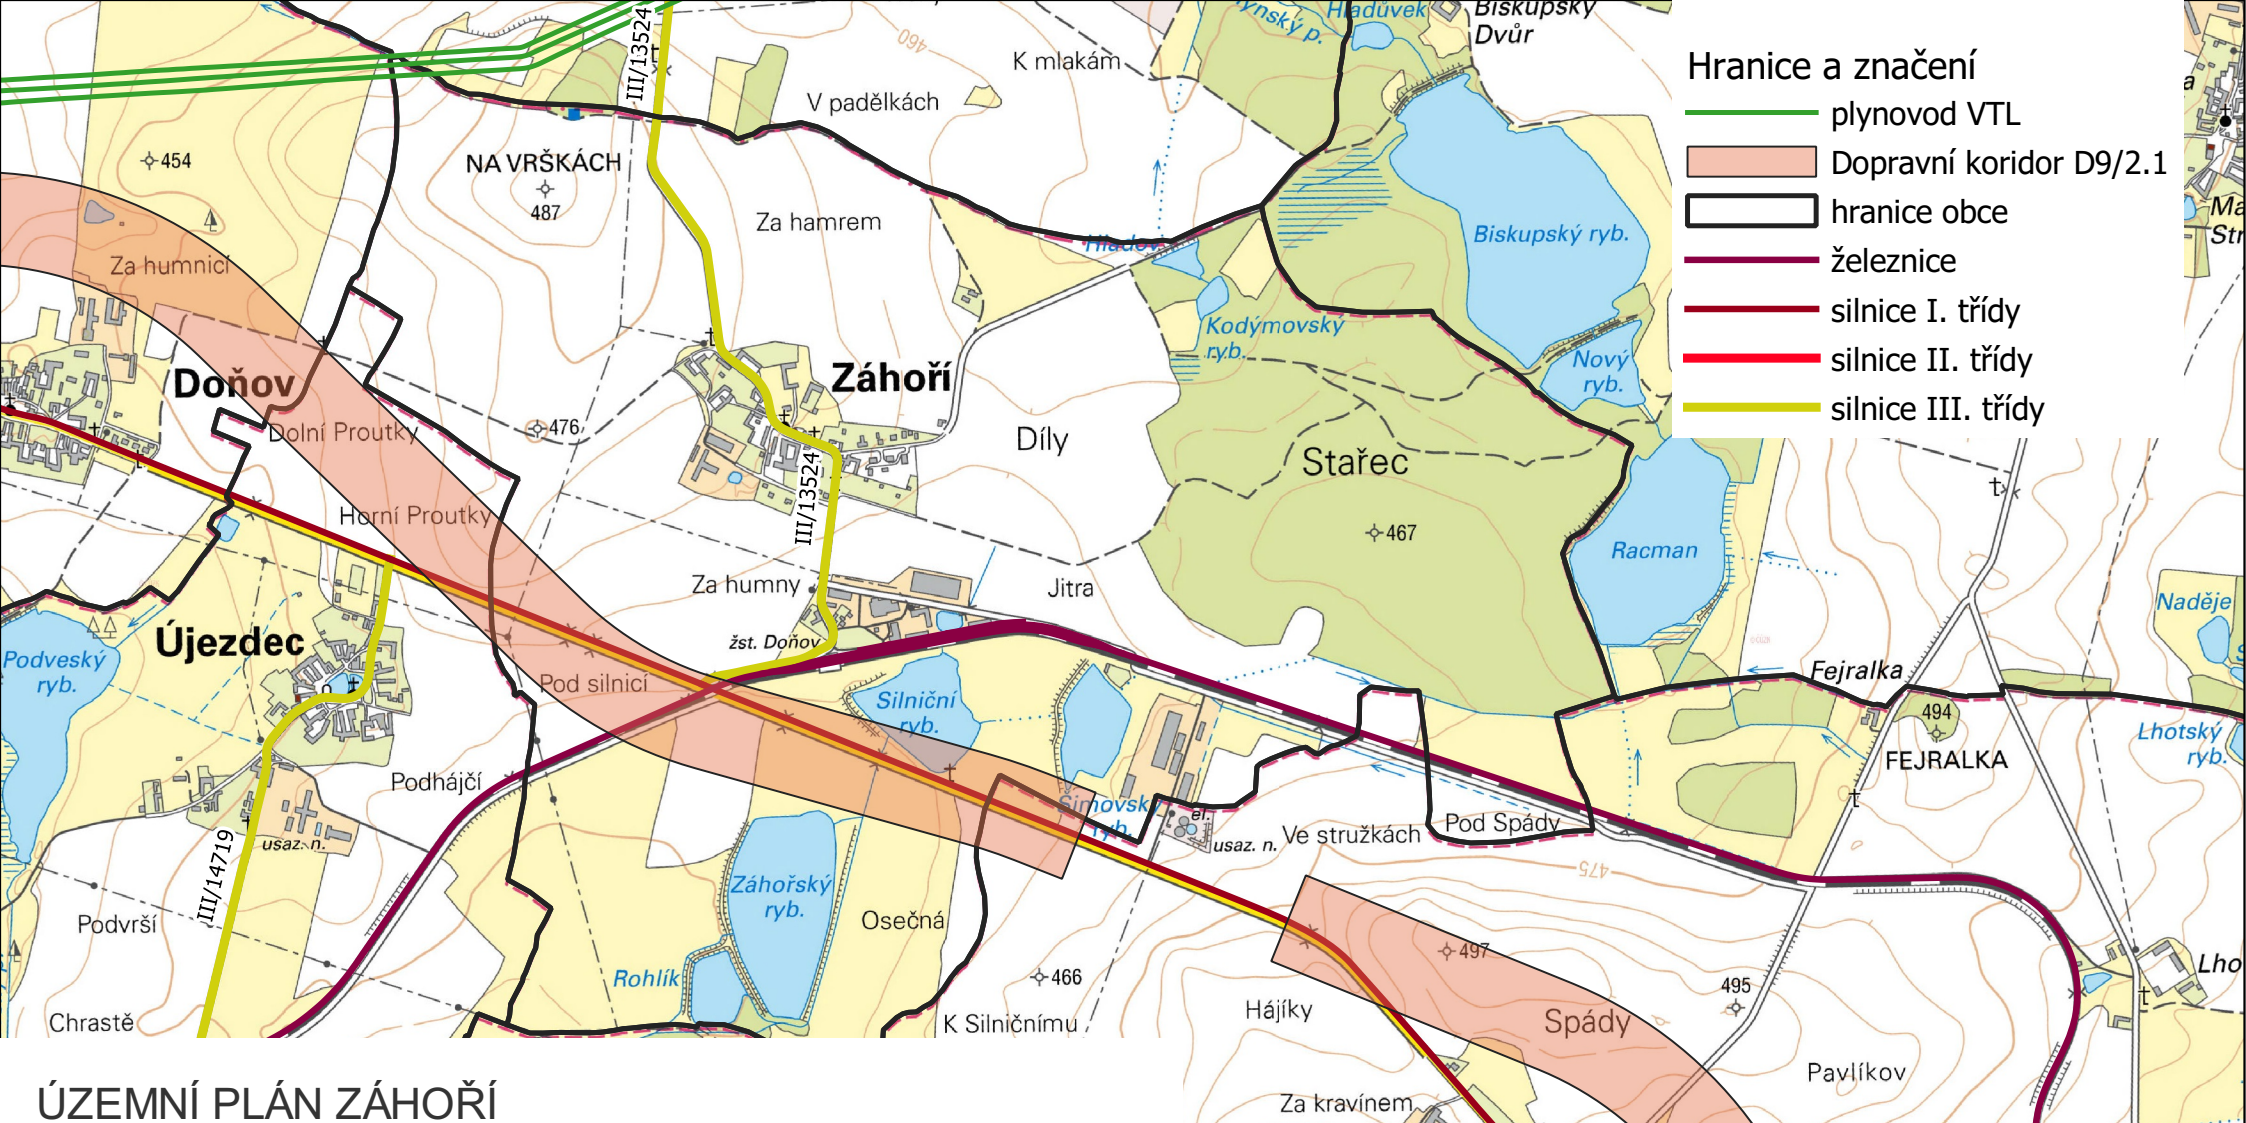 Hladůvek
Biskupský
Dvůr
III/13524
460
K mlakám
V padělkách
454
NA VRŠKÁCH
487
Za hamrem
Za humnicí
Biskupský ryb.
Kodýmovský
ryb.
Nový
ryb.
Doňov
Záhoří
Dolní Proutky
476
Díly
Stařec
III/13524
Horní Proutky
467
Racman
Za humny
Jitra
Naděje
Újezdec
žst. Doňov
Podveský
ryb.
Pod silnicí
Silniční
ryb.
Fejralka
494
FEJRALKA
Lhotský
ryb.
Podhájčí
Šimovský
ryb.
el.
usaz. n.
Ve stružkách
Pod Spády
usaz. n.
III/14719
475
Záhořský
ryb.
Podvrší
Osečná
497
495
466
Rohlík
Lho
Chrastě
K Silničnímu
Hájíky
Spády
Pavlíkov
Za kravínem
Hranice a značení
plynovod VTL
Dopravní koridor D9/2.1
hranice obce
železnice
silnice I. třídy
silnice II. třídy
silnice III. třídy
ÚZEMNÍ PLÁN ZÁHOŘÍ